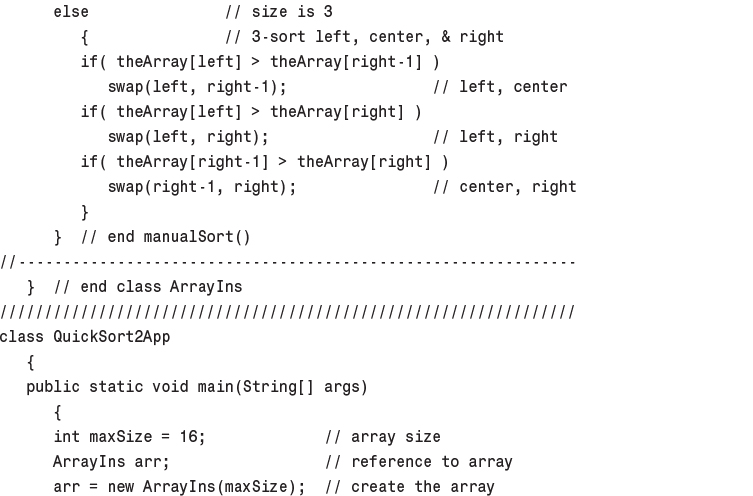 else // size is 3
{ // 3-sort left, center, & right
if( theArray[left] > theArray[right-1] )
swap(left, right-1); // left, center
if( theArray[left] > theArray[right] )
swap(left, right); // left, right
if( theArray[right-1] > theArray[right] )
swap(right-1, right); // center, right
}
} // end manualSort()
//--------------------------------------------------------------
} // end class ArrayIns
////////////////////////////////////////////////////////////////
class QuickSort2App
{
public static void main(String[] args)
{
int maxSize = 16; // array size
ArrayIns arr; // reference to array
arr = new ArrayIns(maxSize); // create the array